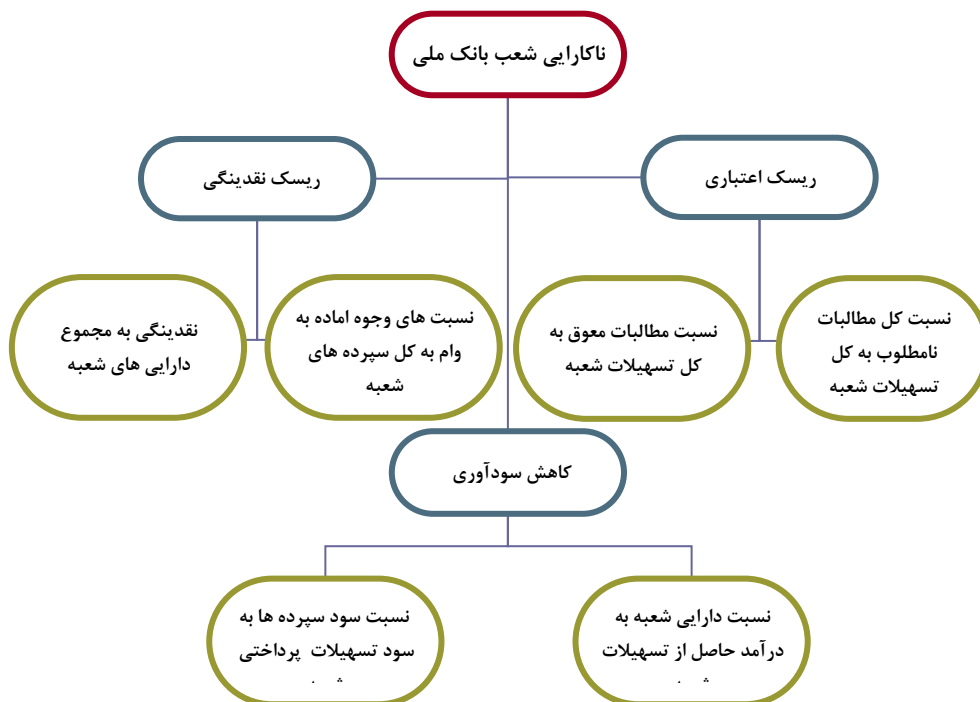 ناکارایی شعب بانک ملی
ریسک اعتباری
ریسک نقدینگی
نسبت کل مطالبات
نامطلوب به کل
تسهیلات شعبه
نسبت مطالبات معوق به
کل تسهیلات شعبه
نسبت های وجوه اماده به
وام به کل سپرده های
شعبه
نقدینگی به مجموع
دارایی های شعبه
کاهش سودآوری
نسبت دارایی شعبه به
درآمد حاصل از تسهیلات
نسبت سود سپرده ها به
سود تسهیلات پرداختی